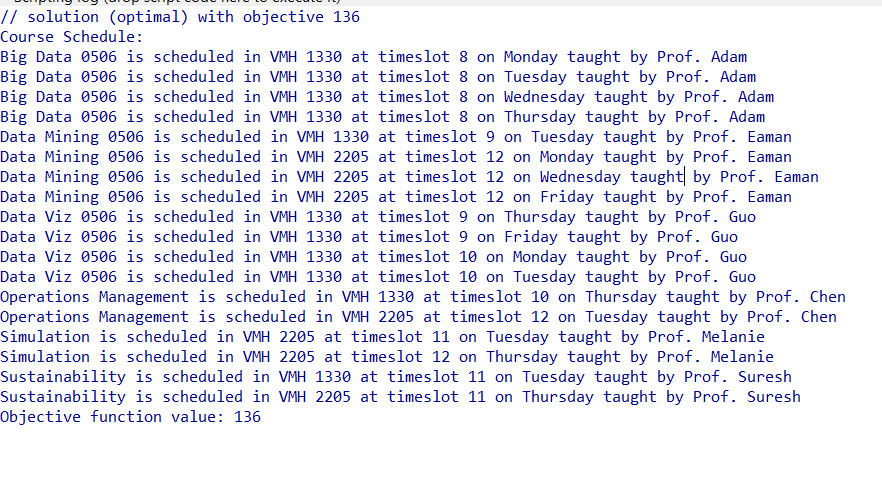 Scripting log (drop script code here to execute it)
// solution (optimal) with objective 136
Course Schedule:
Big Data 0506 is scheduled in VMH 1330 at timeslot 8 on Monday taught by Prof. Adam
Big Data 0506 is scheduled in VMH 1330 at timeslot 8 on Tuesday taught by Prof. Adam
Big Data 0506 is scheduled in VMH 1330 at timeslot 8 on Wednesday taught by Prof. Adam
Big Data 0506 is scheduled in VMH 1330 at timeslot 8 on Thursday taught by Prof. Adam
Data Mining 0506 is scheduled in VMH 1330 at timeslot 9 on Tuesday taught by Prof. Eaman
Data Mining 0506 is scheduled in VMH 2205 at timeslot 12 on Monday taught by Prof. Eaman
Data Mining 0506 is scheduled in VMH 2205 at timeslot 12 on Wednesday taught by Prof. Eaman
Data Mining 0506 is scheduled in VMH 2205 at timeslot 12 on Friday taught by Prof. Eaman
Data Viz 0506 is scheduled in VMH 1330 at timeslot 9 on Thursday taught by Prof. Guo
Data Viz 0506 is scheduled in VMH 1330 at timeslot 9 on Friday taught by Prof. Guo
Data Viz 0506 is scheduled in VMH 1330 at timeslot 10 on Monday taught by Prof. Guo
Data Viz 0506 is scheduled in VMH 1330 at timeslot 10 on Tuesday taught by Prof. Guo
Operations Management is scheduled in VMH 1330 at timeslot 10 on Thursday taught by Prof. Chen
Operations Management is scheduled in VMH 2205 at timeslot 12 on Tuesday taught by Prof. Chen
Simulation is scheduled in VMH 2205 at timeslot 11 on Tuesday taught by Prof. Melanie
Simulation is scheduled in VMH 2205 at timeslot 12 on Thursday taught by Prof. Melanie
Sustainability is scheduled in VMH 1330 at timeslot 11 on Tuesday taught by Prof. Suresh
Sustainability is scheduled in VMH 2205 at timeslot 11 on Thursday taught by Prof. Suresh
Objective function value: 136